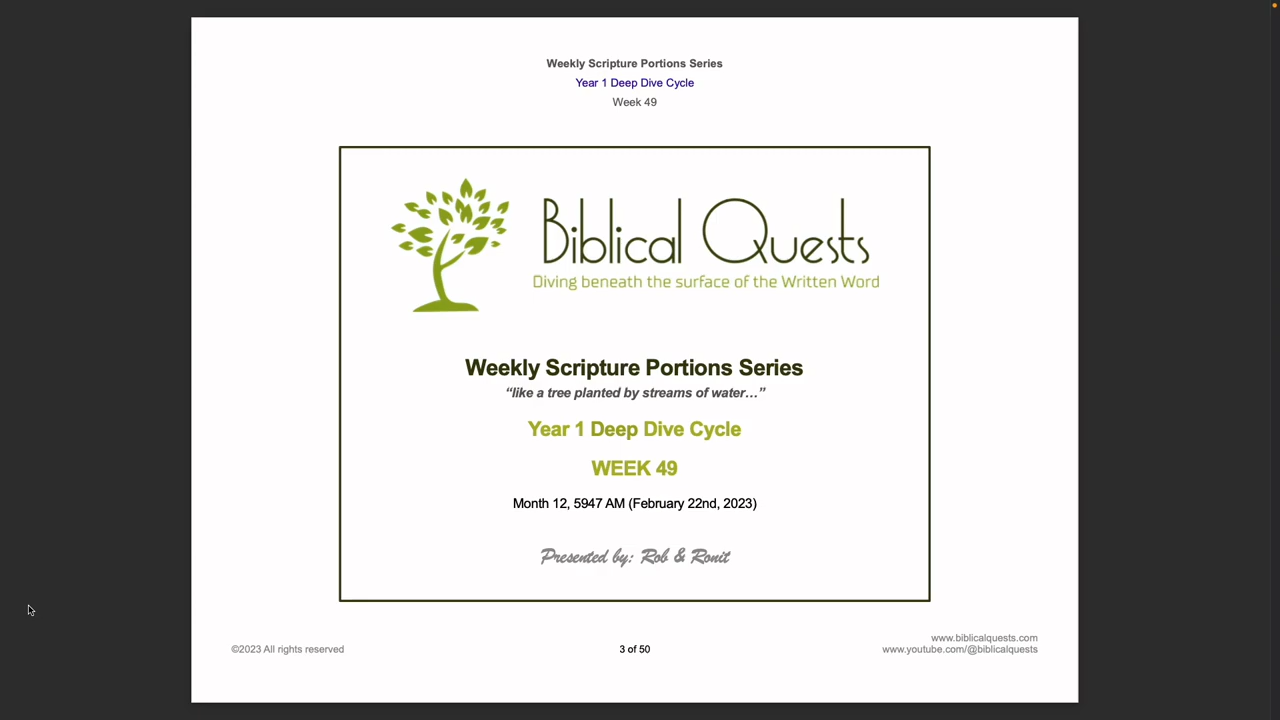 Weekly Scripture Portions Series
Year 1 Deep Dive Cycle
Week 49
Biblical Quests
Diving beneath the surface of the Written Word
Weekly Scripture Portions Series
“like a tree planted by streams of water…”
Year 1 Deep Dive Cycle
WEEK 49
Month 12, 5947 AM (February 22nd, 2023)
Presented by: Rob & Ronit
www.biblicalquests.com
©2023 All rights reserved
3 of 50
www.youtube.com/@biblicalquests